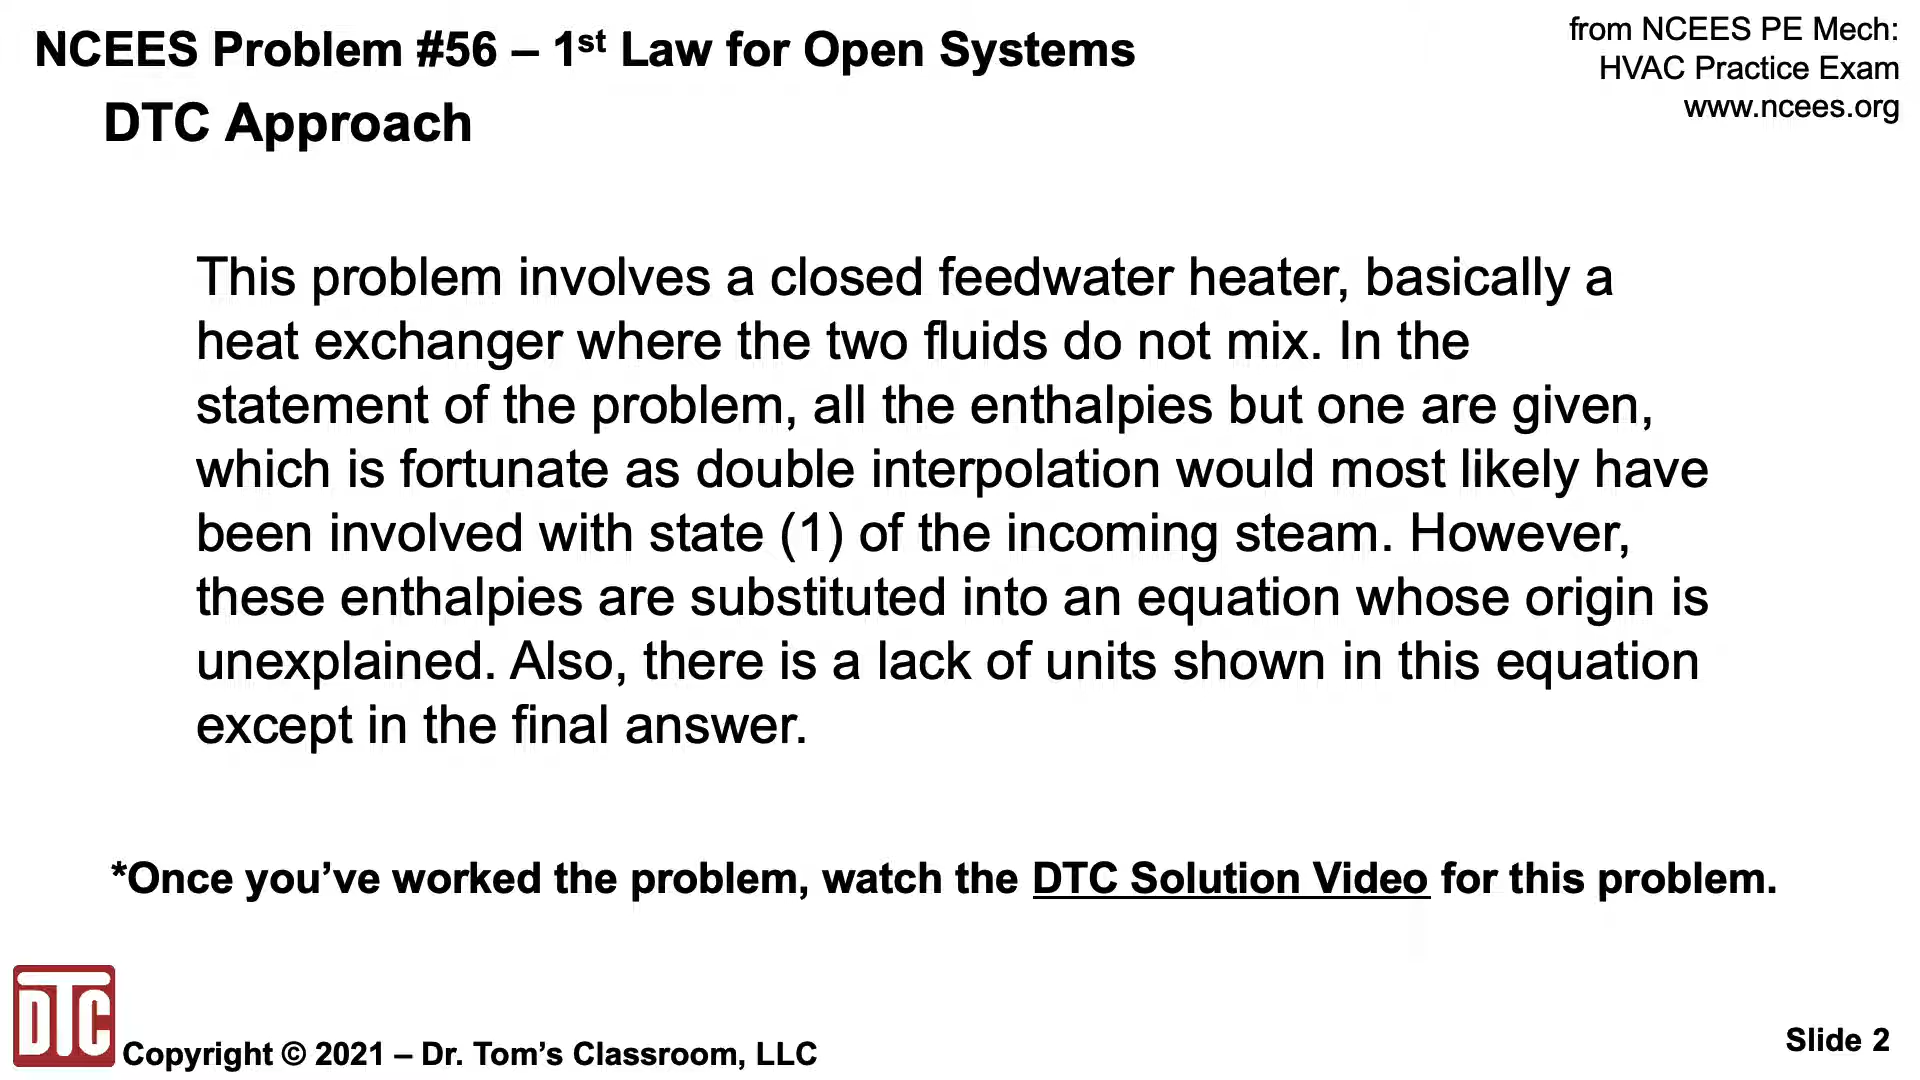 NCEES Problem #56 – 1st Law for Open Systems
DTC Approach
from NCEES PE Mech:
HVAC Practice Exam
www.ncees.org
This problem involves a closed feedwater heater, basically a
heat exchanger where the two fluids do not mix. In the
statement of the problem, all the enthalpies but one are given,
which is fortunate as double interpolation would most likely have
been involved with state (1) of the incoming steam. However,
these enthalpies are substituted into an equation whose origin is
unexplained. Also, there is a lack of units shown in this equation
except in the final answer.
*Once you’ve worked the problem, watch the DTC Solution Video for this problem.
DTC
Copyright © 2021 – Dr. Tom’s Classroom, LLC
Slide 2